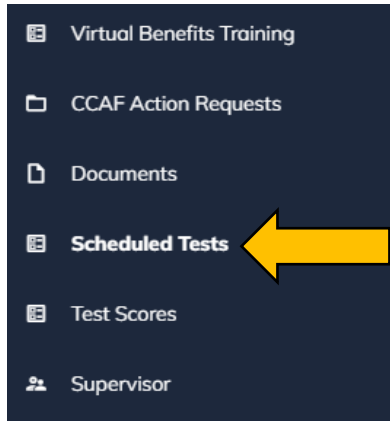 Virtual Benefits Training
CCAF Action Requests
Documents
Scheduled Tests
Test Scores
Supervisor